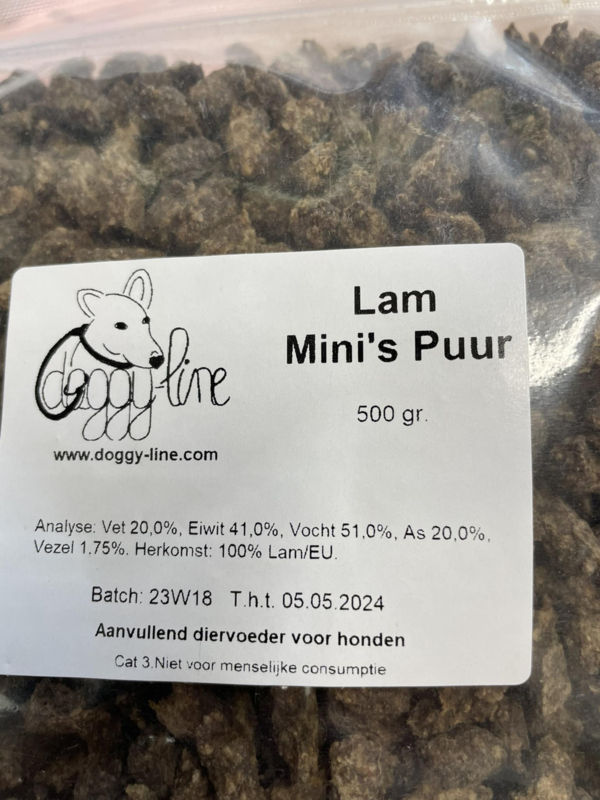 Lam
Mini's Puur
500 gr.
doggy-line
www.doggy-line.com
Analyse: Vet 20,0%, Eiwit 41,0%, Vocht 51,0%, As 20,0%,
Vezel 1.75%. Herkomst: 100% Lam/EU.
Batch: 23W18 T.h.t. 05.05.2024
Aanvullend diervoeder voor honden
Cat 3.Niet voor menselijke consumptie